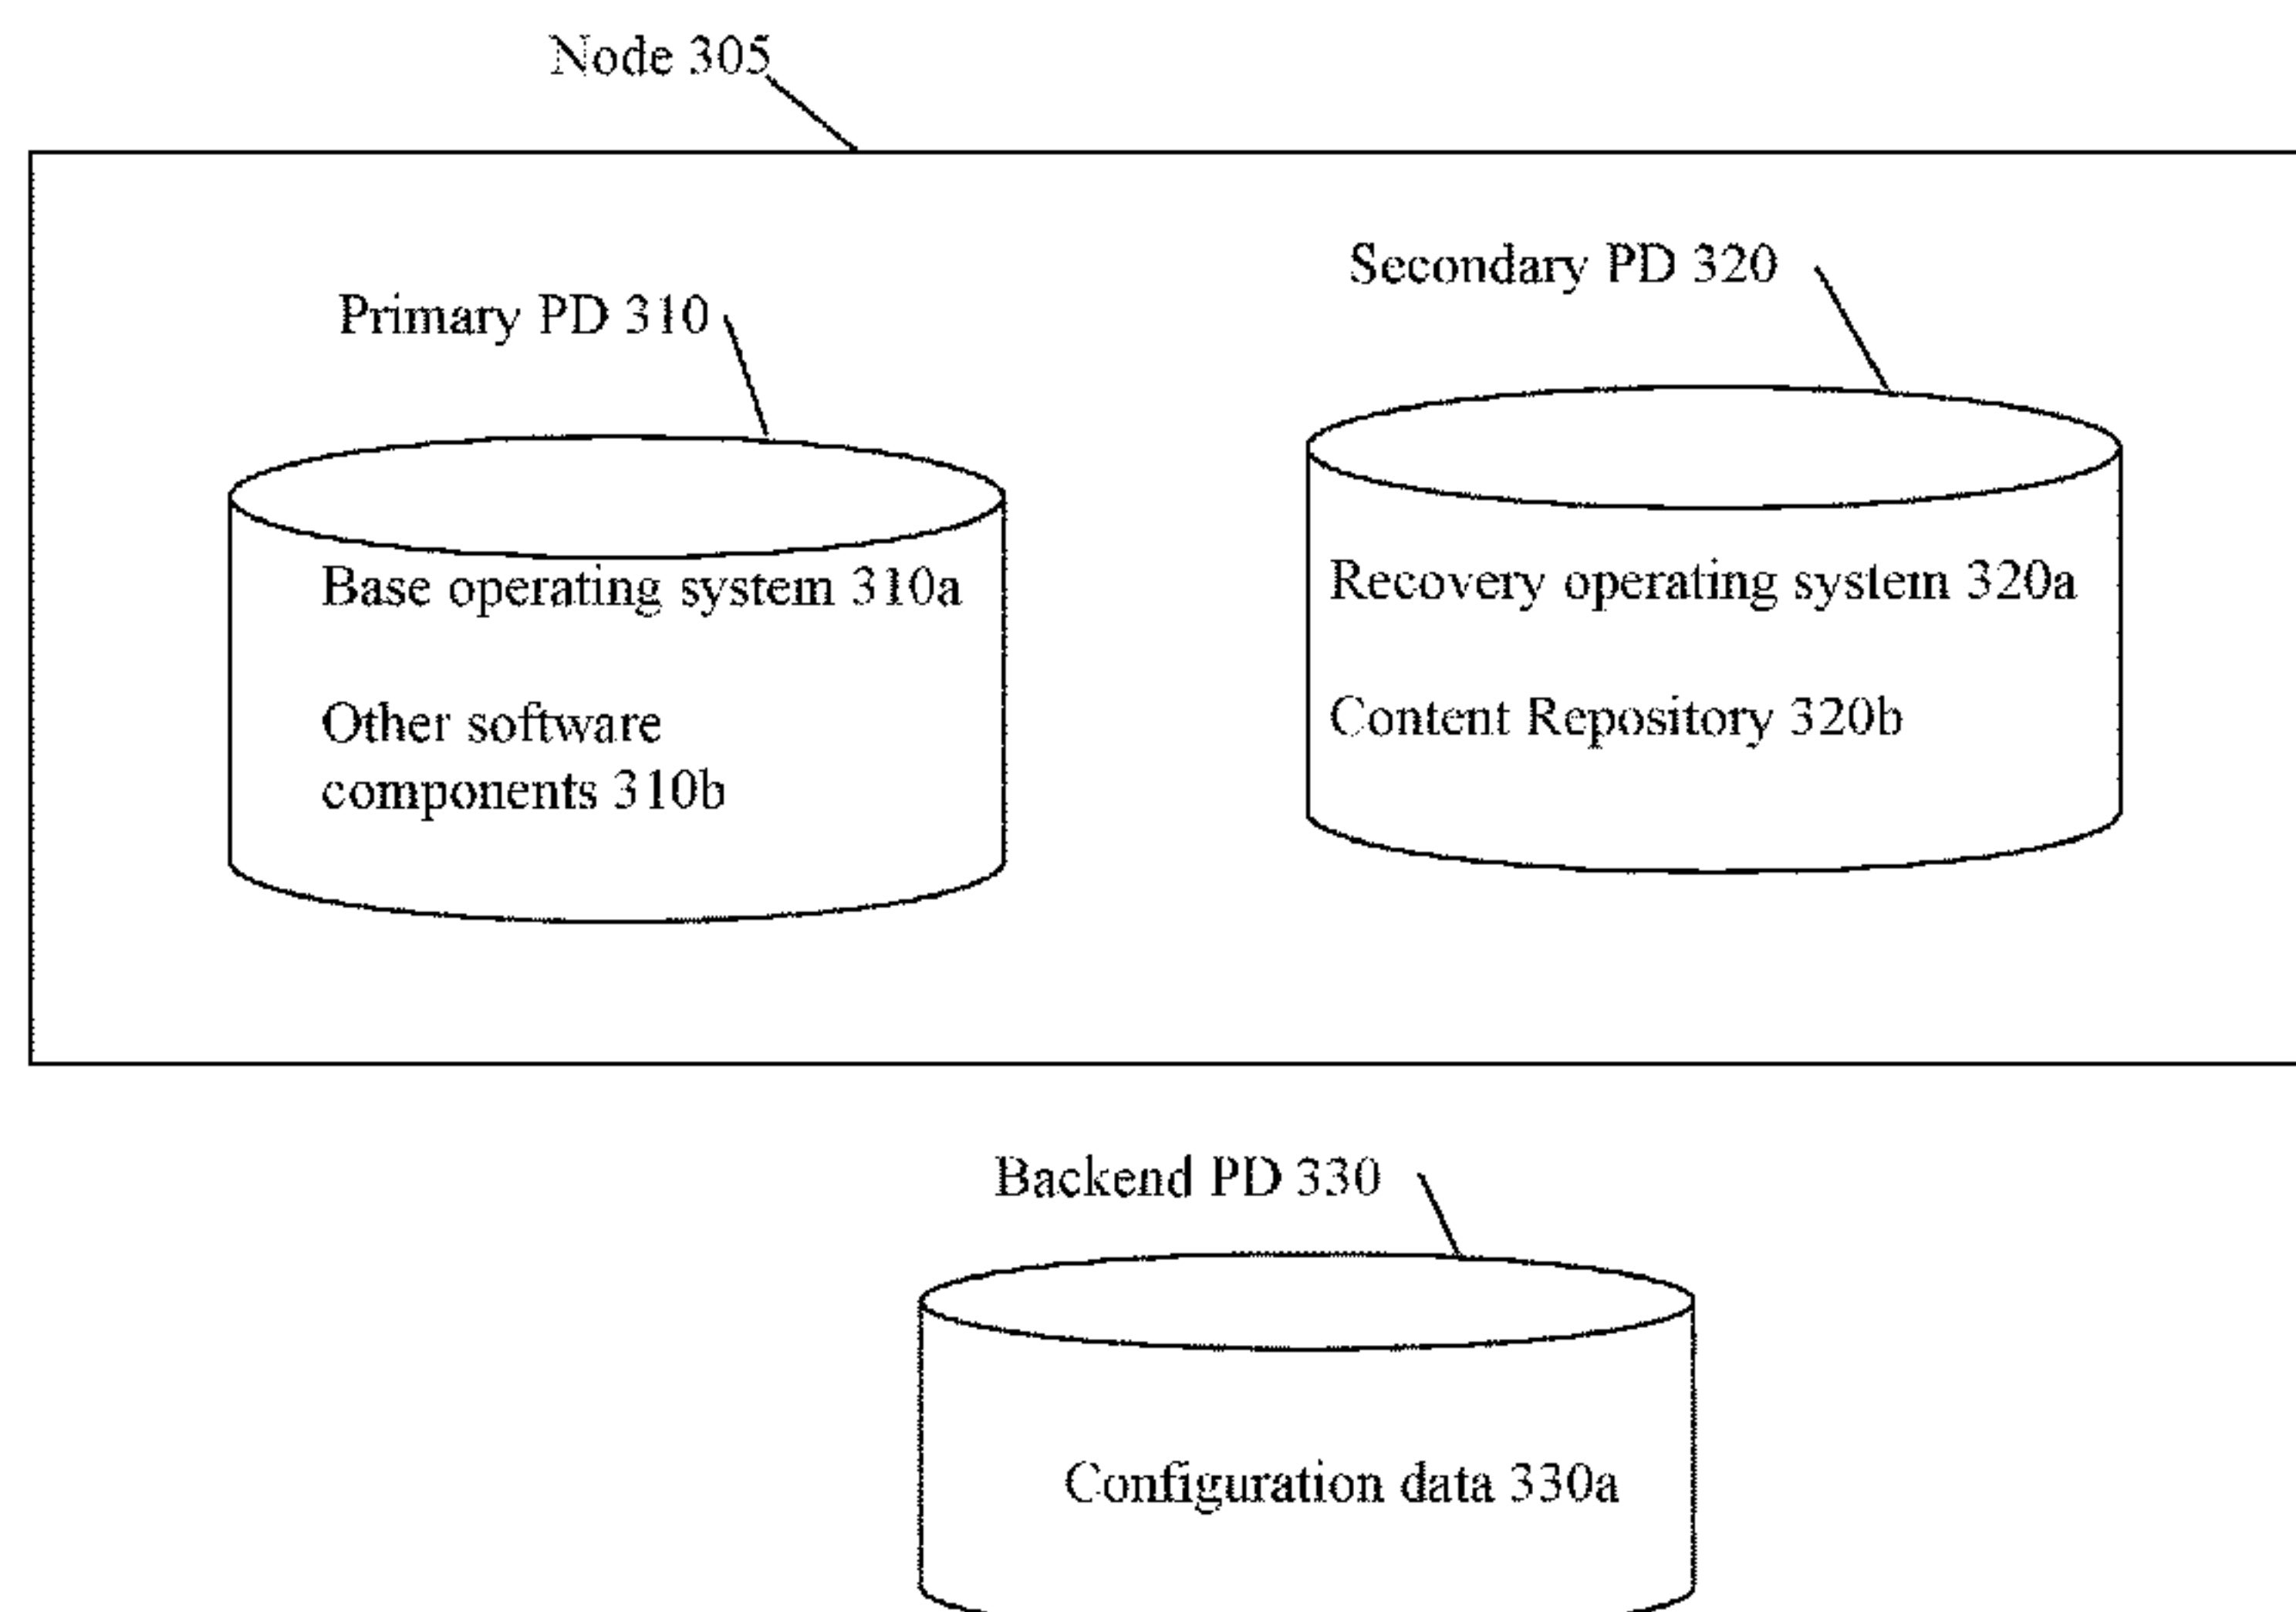 Node 305
Secondary PD 320
Primary PD 310
Base operating system 310a
Other software
components 310b
Recovery operating system 320a
Content Repository 320b
Backend PD 330
Configuration data 330a